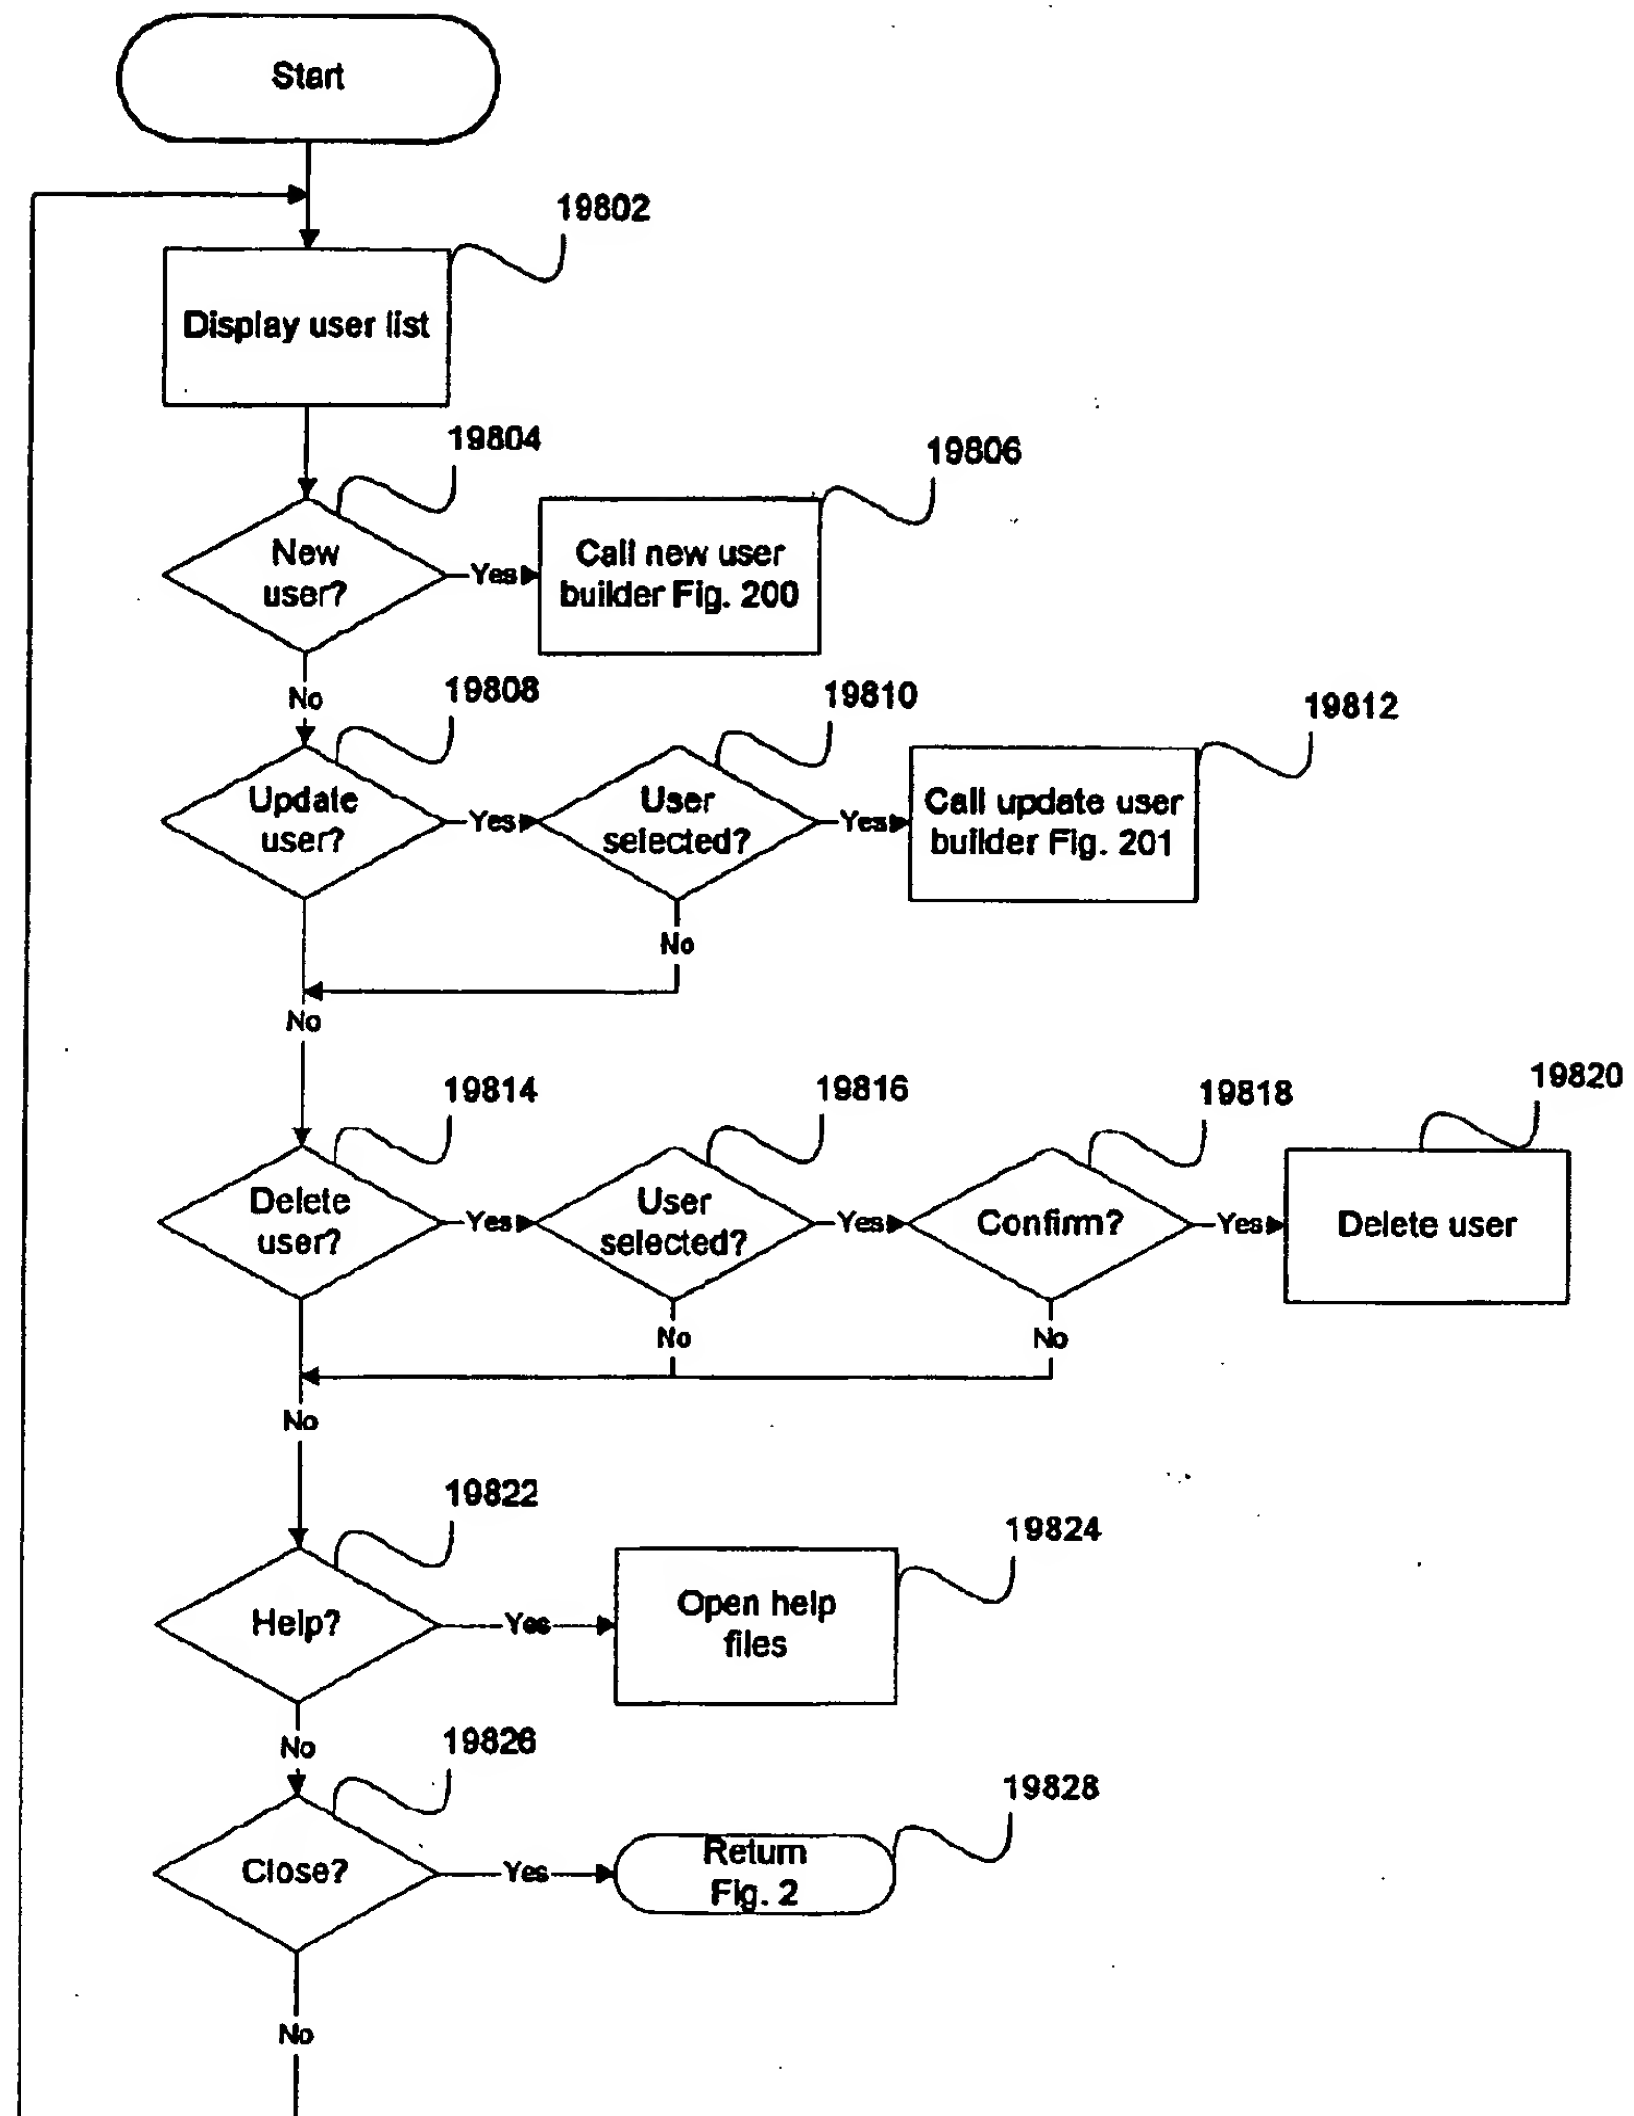 Start
19802
Display user list
19804
19806
New
user?
Yes
Call new user
builder Fig. 200
No
19808
19810
19812
Update
user?
Yes
User
selected?
Yes
Call update user
builder Fig. 201
No
No
19814
19816
19818
19820
Delete
user?
Yes
User
selected?
Yes
Confirm?
Yes
Delete user
No
No
No
19822
19824
Help?
Yes
Open help
files
No
19826
19828
Close?
Yes
Return
Fig. 2
No